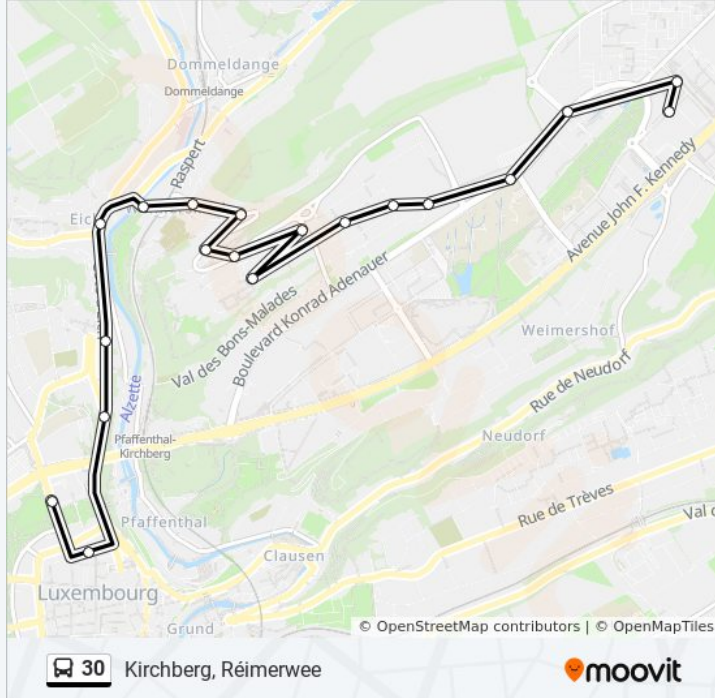 Dommeldange
Dommeldange
Raspert
Eich
Avenue John F. Kennedy
Boulevard Konrad Adenauer
Val des Bons-Malades
Weimershof
Alzette
Rue de Neudorf
Pfaffenthal-
Kirchberg
Neudorf
Rue de Trèves
Pfaffenthal
Val d
Clausen
Luxembourg
Grund
© OpenStreetMap contributors | © OpenMapTiles
30 Kirchberg, Réimerwee
moovit